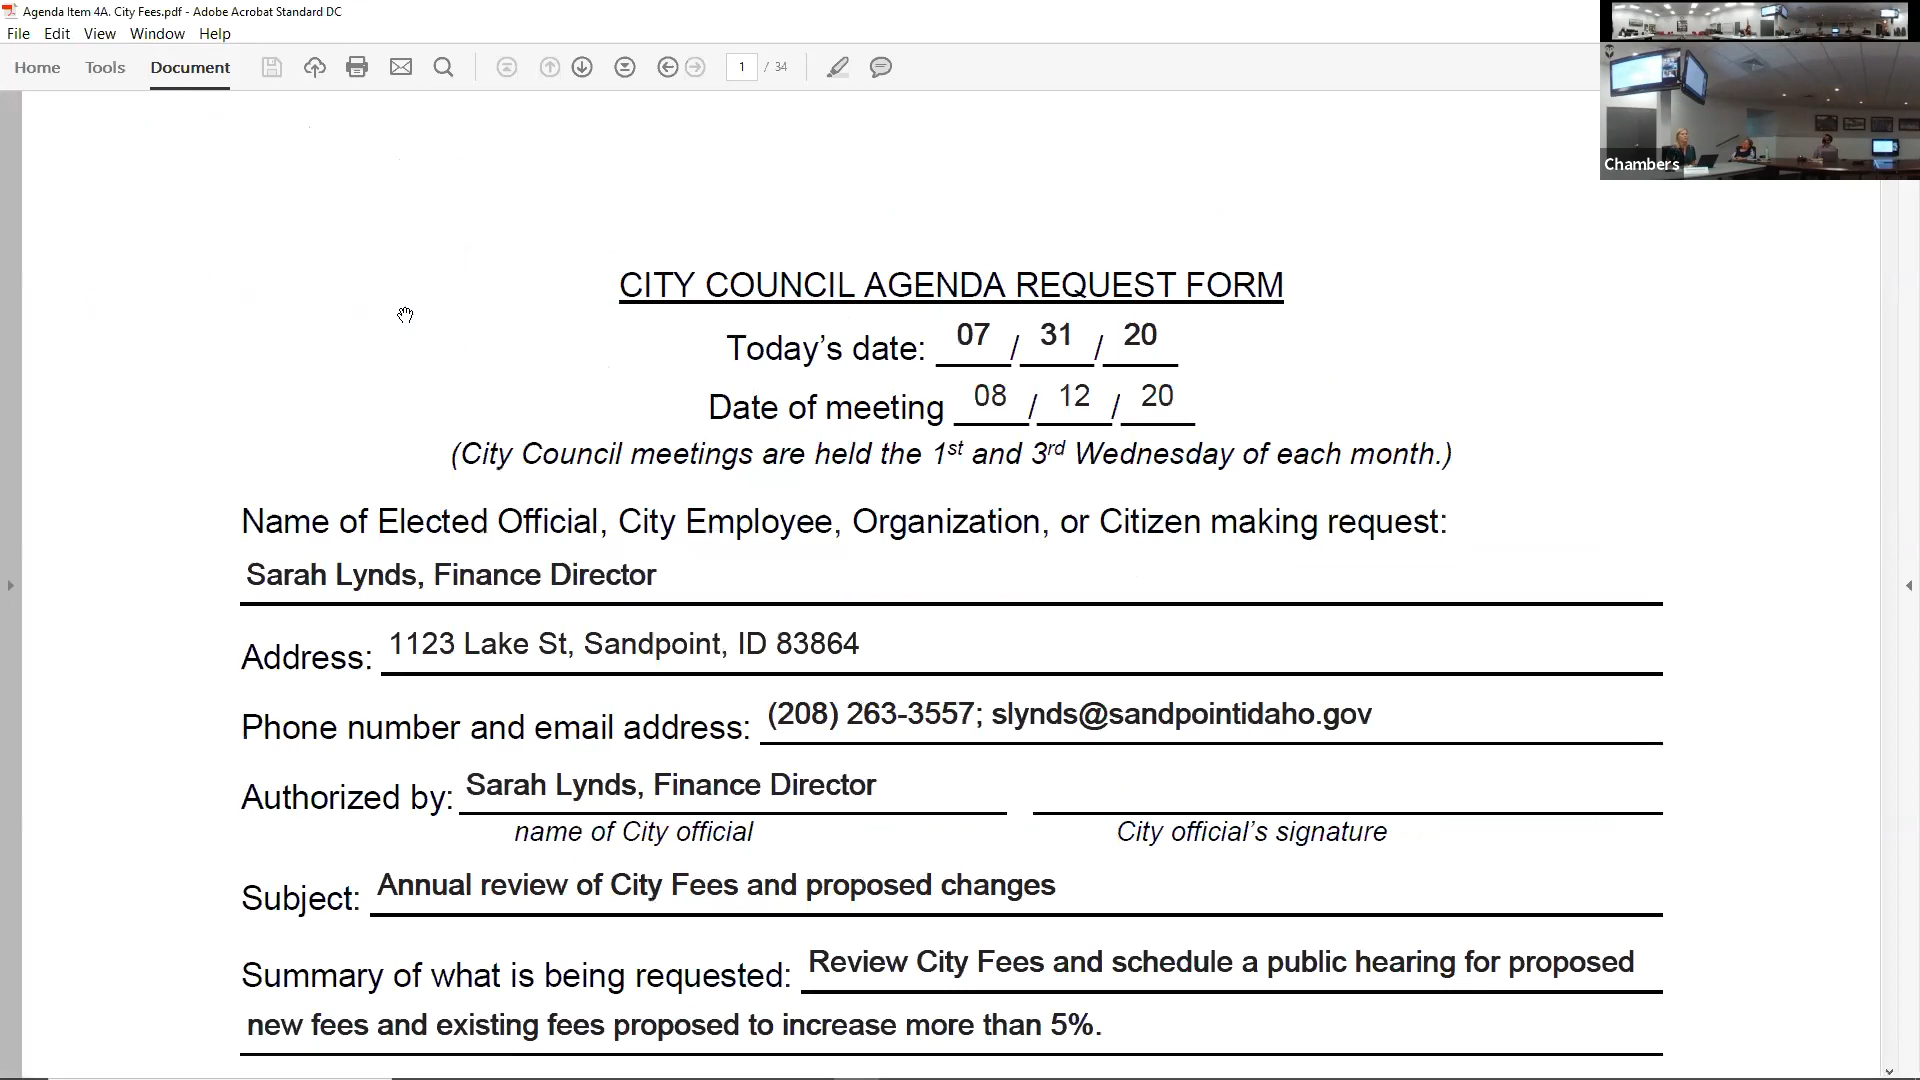 Agenda Item 4A. City Fees.pdf - Adobe Acrobat Standard DC
File Edit View Window Help
Home Tools Document 1 / 34
Chambers
CITY COUNCIL AGENDA REQUEST FORM
Today’s date: 07 / 31 / 20
Date of meeting 08 / 12 / 20
(City Council meetings are held the 1st and 3rd Wednesday of each month.)
Name of Elected Official, City Employee, Organization, or Citizen making request:
Sarah Lynds, Finance Director
Address: 1123 Lake St, Sandpoint, ID 83864
Phone number and email address: (208) 263-3557; slynds@sandpointidaho.gov
Authorized by: Sarah Lynds, Finance Director
name of City official City official’s signature
Subject: Annual review of City Fees and proposed changes
Summary of what is being requested: Review City Fees and schedule a public hearing for proposed
new fees and existing fees proposed to increase more than 5%.